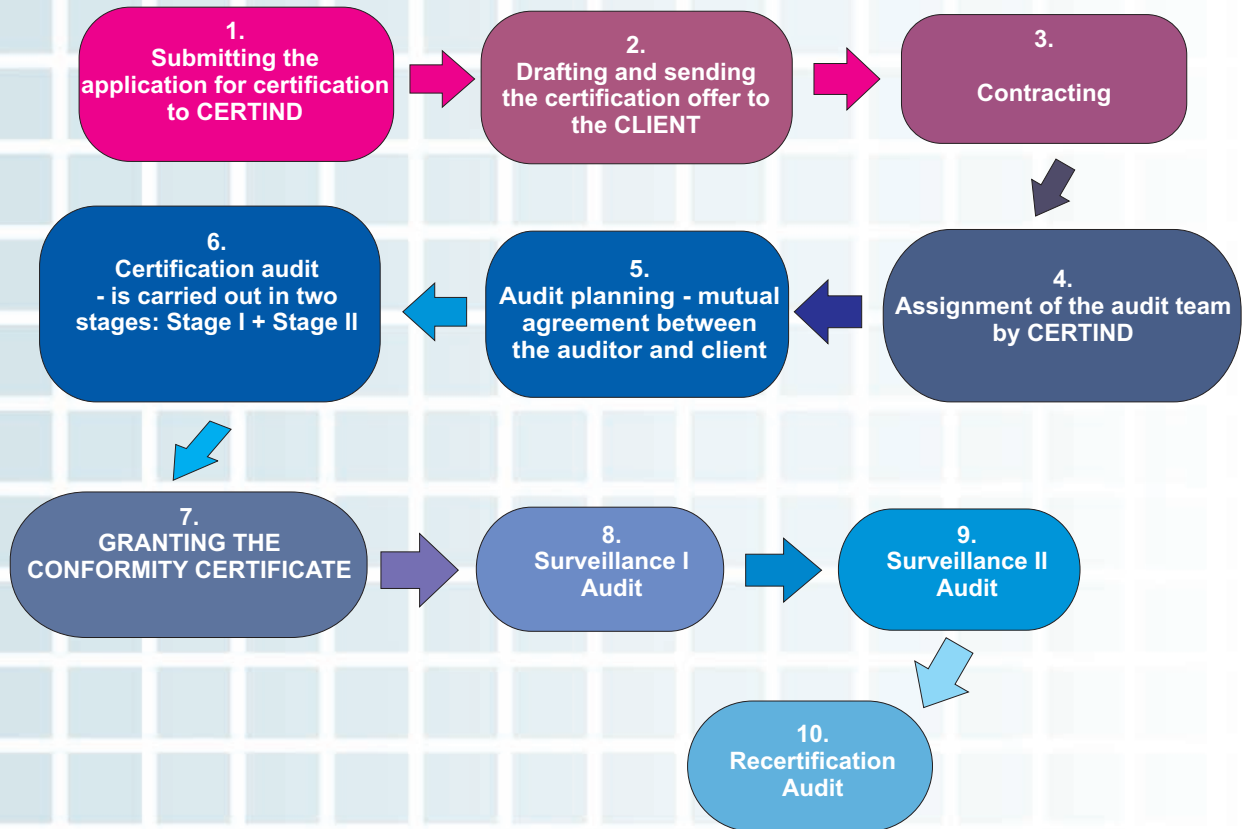 1.
Submitting the
application for certification
to CERTIND
2.
Drafting and sending
the certification offer to
the CLIENT
3.
Contracting
4.
Assignment of the audit team
by CERTIND
5.
Audit planning - mutual
agreement between
the auditor and client
6.
Certification audit
- is carried out in two
stages: Stage I + Stage II
7.
GRANTING THE
CONFORMITY CERTIFICATE
8.
Surveillance I
Audit
9.
Surveillance II
Audit
10.
Recertification
Audit